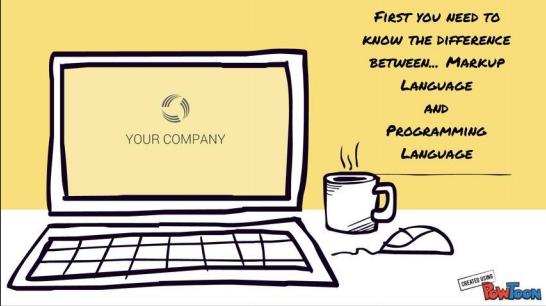 First you need to
know the difference
between... Markup
Language
and
Programming
Language
YOUR COMPANY
CREATED USING
POWTOON